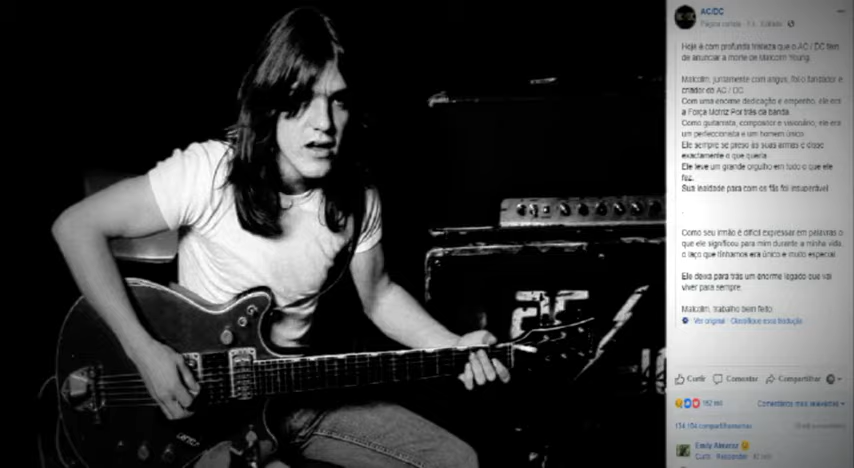 AC/DC
Hoje é com profunda tristeza que o AC / DC tem
de anunciar a morte de Malcolm Young.
Malcolm, juntamente com angus, foi o fundador e
criador do AC / DC.
Com uma enorme dedicação e empenho, ele era
a Força Motriz Por trás da banda.
Como guitarrista, compositor e visionário, ele era
um perfeccionista e um homem único
Ele sempre se preso às suas armas e disse
exactamente o que queria.
Ele teve um grande orgulho em tudo o que ele
fez.
Sua lealdade para com os fãs foi insuperável
.
Como seu irmão é difícil expressar em palavras o
que ele significou para mim durante a minha vida,
o laço que tínhamos era único e muito especial.
Ele deixa para trás um enorme legado que vai
viver para sempre.
Malcolm, trabalho bem feito.
Ver original · Classifique essa tradução
Curtir Comentar Compartilhar
Comentários mais relevantes
compartilhamentos
Curtir · Responder